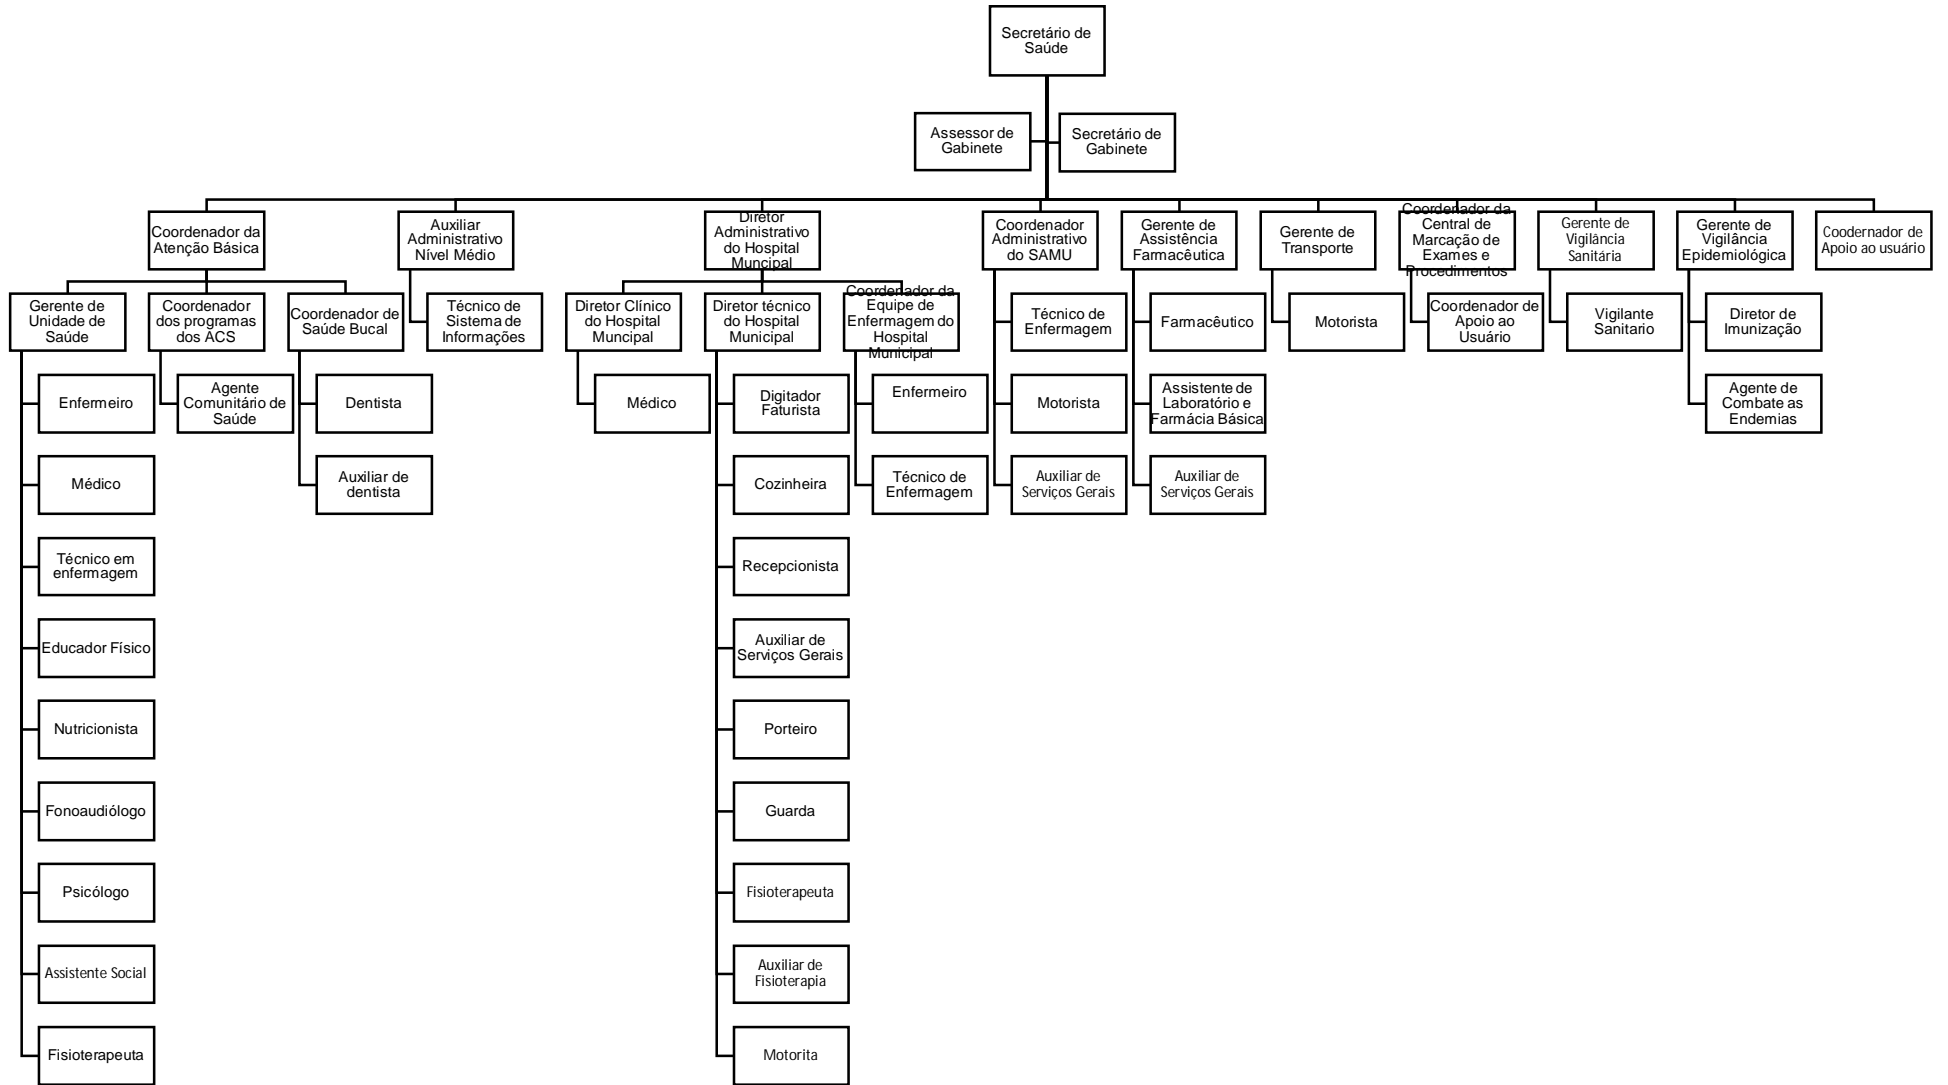 Secretário de
Saúde
Assessor de
Gabinete
Secretário de
Gabinete
Coordenador da
Atenção Básica
Auxiliar
Administrativo
Nível Médio
Diretor
Administrativo
do Hospital
Muncipal
Coordenador
Administrativo
do SAMU
Gerente de
Assistência
Farmacêutica
Gerente de
Transporte
Coordenador da
Central de
Marcação de
Exames e
Procedimentos
Gerente de
Vigilância
Sanitária
Gerente de
Vigilância
Epidemiológica
Coodernador de
Apoio ao usuário
Gerente de
Unidade de
Saúde
Coordenador
dos programas
dos ACS
Coordenador de
Saúde Bucal
Técnico de
Sistema de
Informações
Diretor Clínico
do Hospital
Muncipal
Diretor técnico
do Hospital
Municipal
Coordenador da
Equipe de
Enfermagem do
Hospital
Municipal
Técnico de
Enfermagem
Farmacêutico
Motorista
Coordenador de
Apoio ao
Usuário
Vigilante
Sanitario
Diretor de
Imunização
Enfermeiro
Agente
Comunitário de
Saúde
Dentista
Médico
Digitador
Faturista
Enfermeiro
Motorista
Assistente de
Laboratório e
Farmácia Básica
Agente de
Combate as
Endemias
Médico
Auxiliar de
dentista
Cozinheira
Técnico de
Enfermagem
Auxiliar de
Serviços Gerais
Auxiliar de
Serviços Gerais
Técnico em
enfermagem
Recepcionista
Educador Físico
Auxiliar de
Serviços Gerais
Nutricionista
Porteiro
Fonoaudiólogo
Guarda
Psicólogo
Fisioterapeuta
Assistente Social
Auxiliar de
Fisioterapia
Fisioterapeuta
Motorita